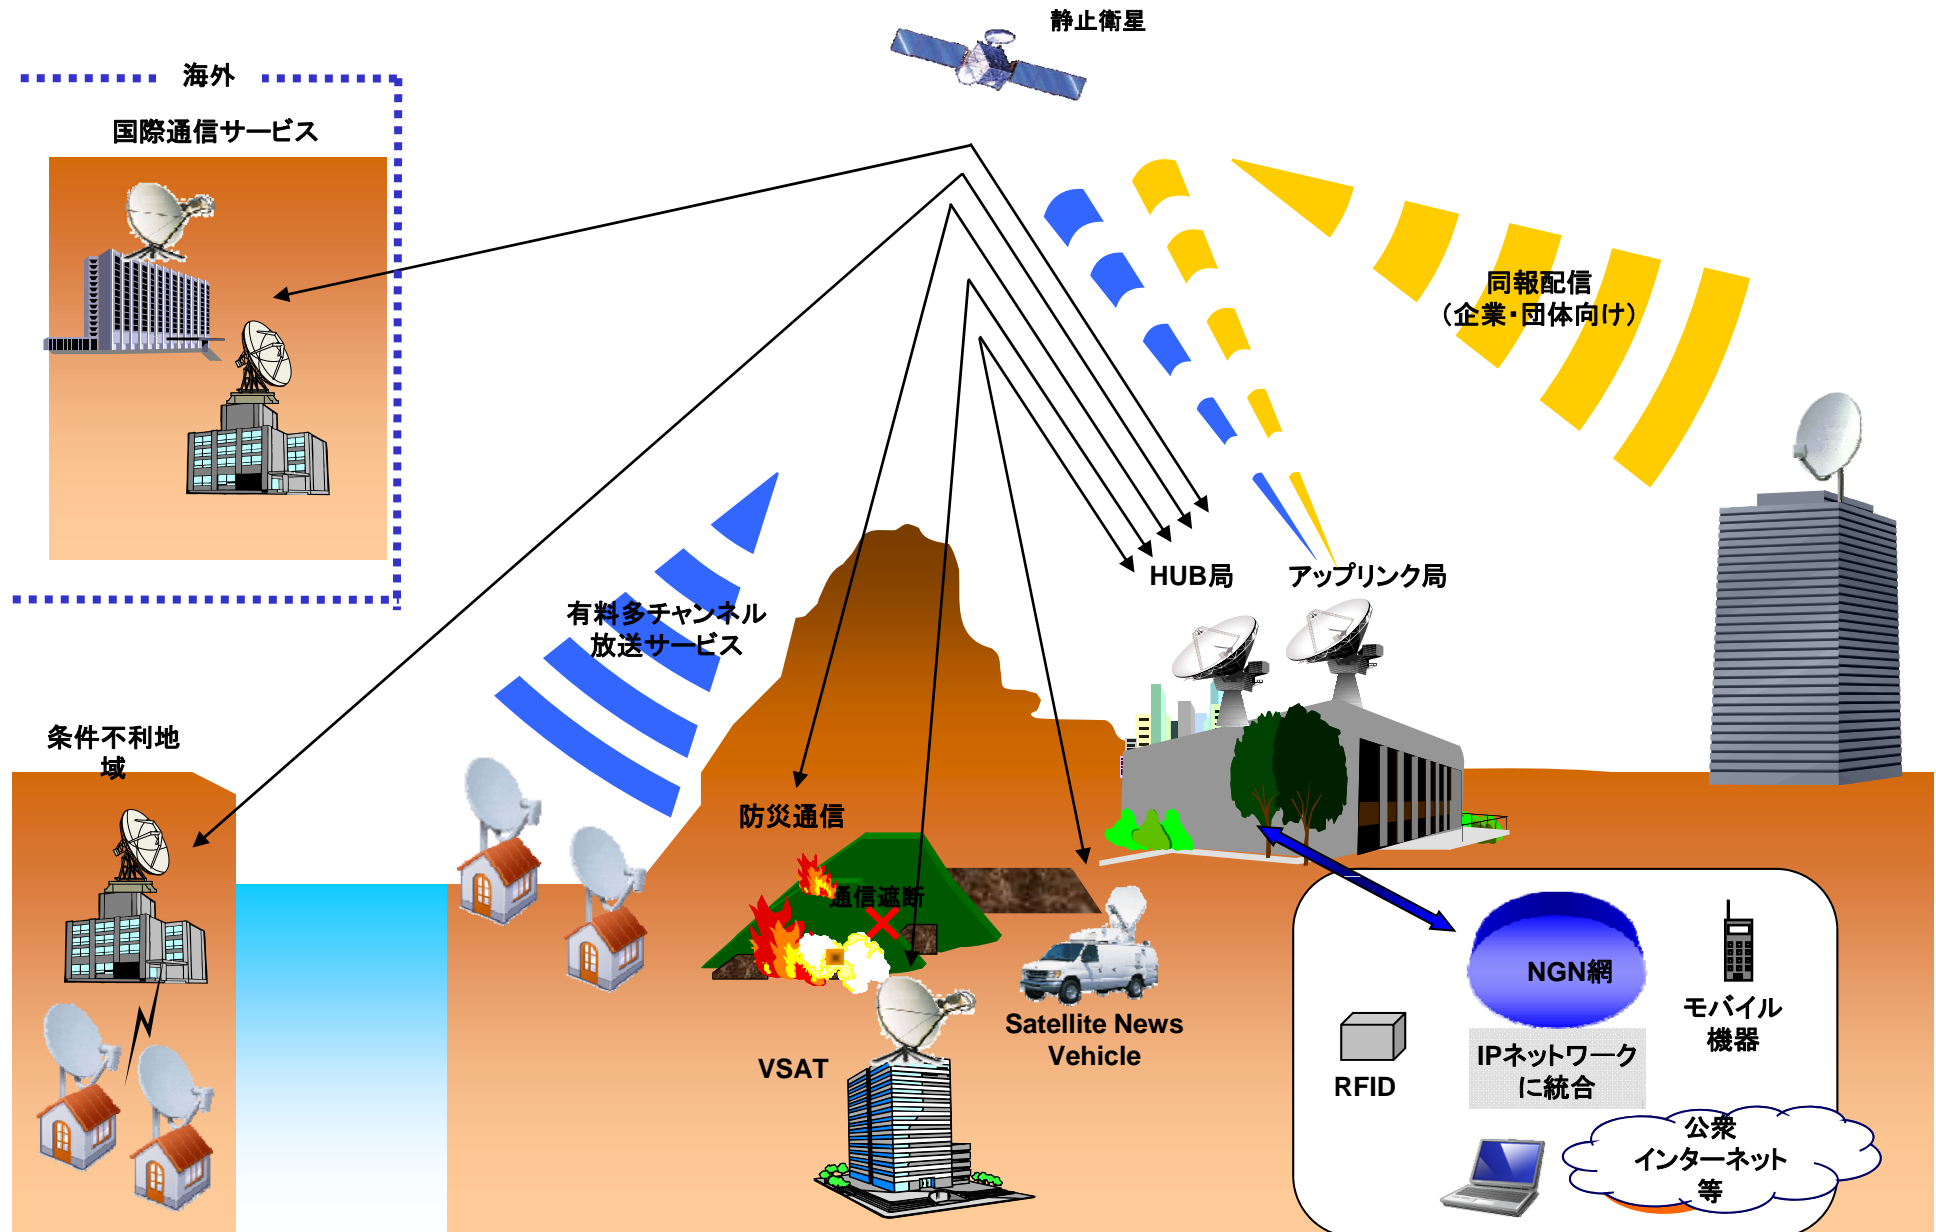 静止衛星
海外
国際通信サービス
同報配信
（企業・団体向け）
HUB局
アップリンク局
有料多チャンネル
放送サービス
条件不利地
域
防災通信
通信遮断
NGN網
Satellite News
Vehicle
モバイル
機器
VSAT
RFID
IPネットワーク
に統合
公衆
インターネット
等